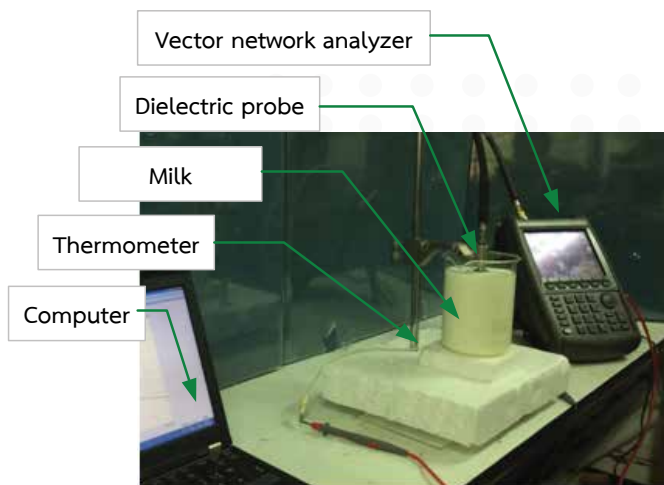 Vector network analyzer
Dielectric probe
Milk
Thermometer
Computer